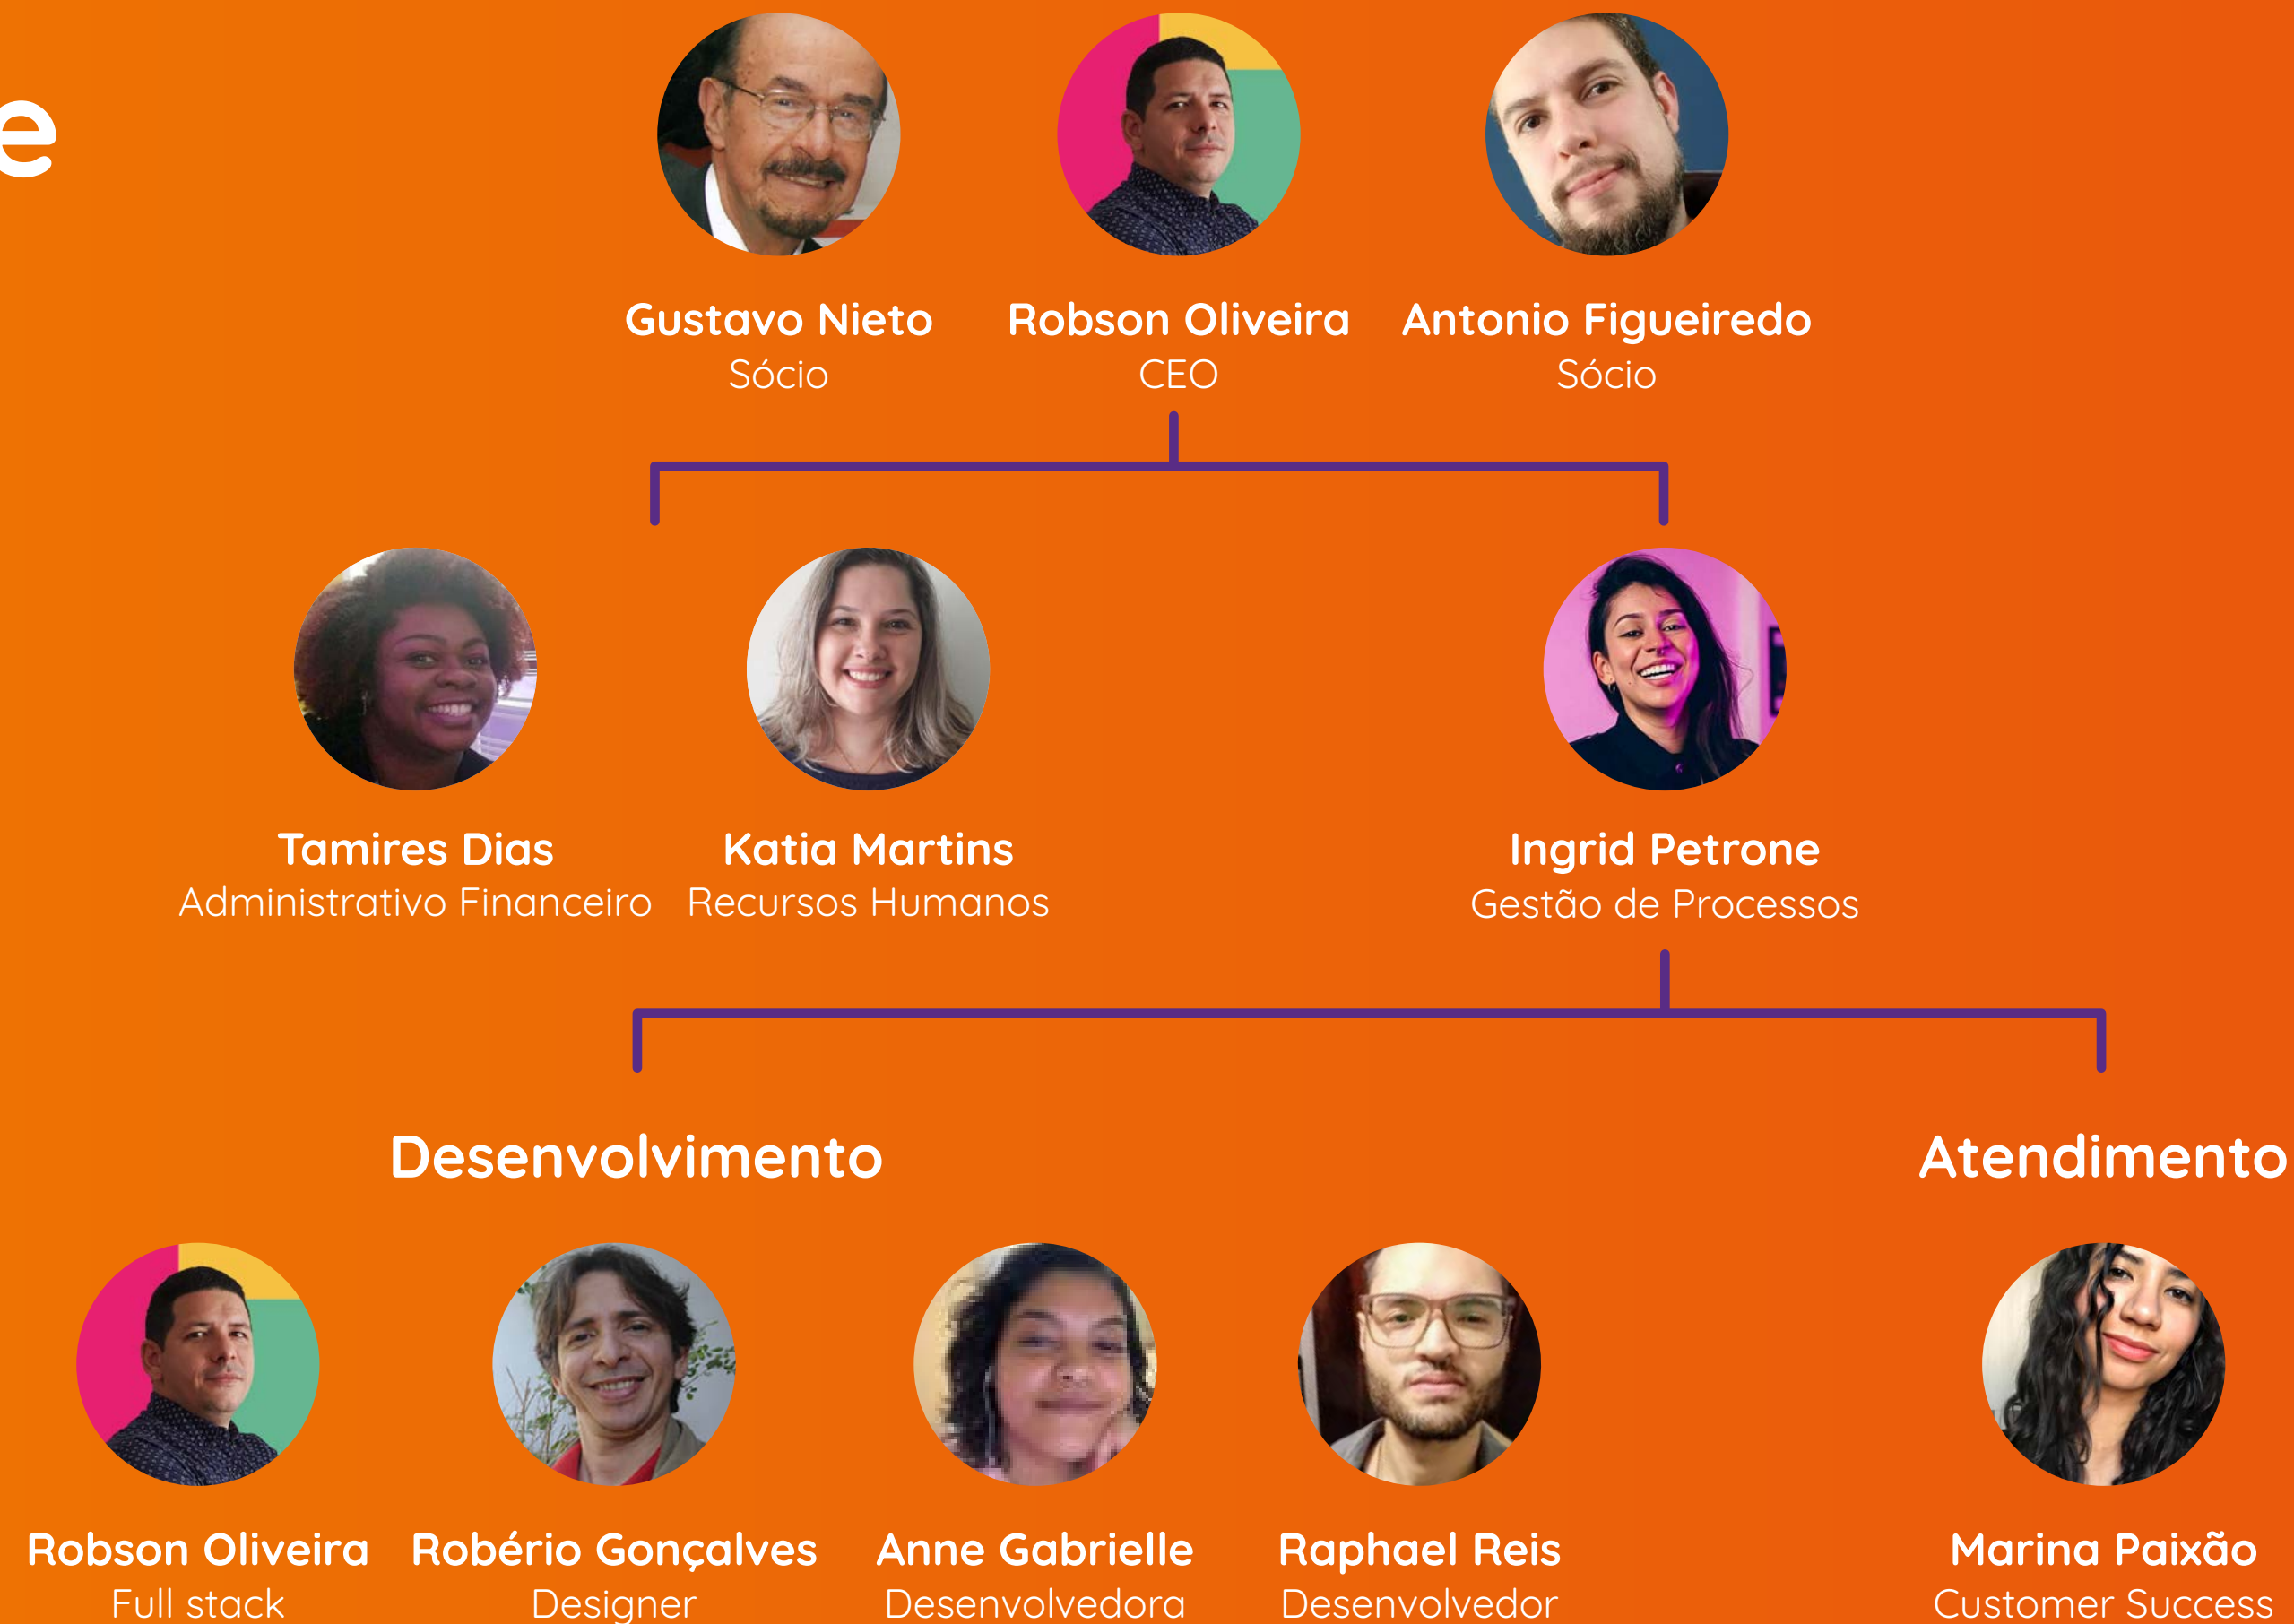 e
Gustavo Nieto
Sócio
Robson Oliveira
CEO
Antonio Figueiredo
Sócio
Tamires Dias
Administrativo Financeiro
Katia Martins
Recursos Humanos
Ingrid Petrone
Gestão de Processos
Desenvolvimento
Atendimento
Robson Oliveira
Full stack
Robério Gonçalves
Designer
Anne Gabrielle
Desenvolvedora
Raphael Reis
Desenvolvedor
Marina Paixão
Customer Success